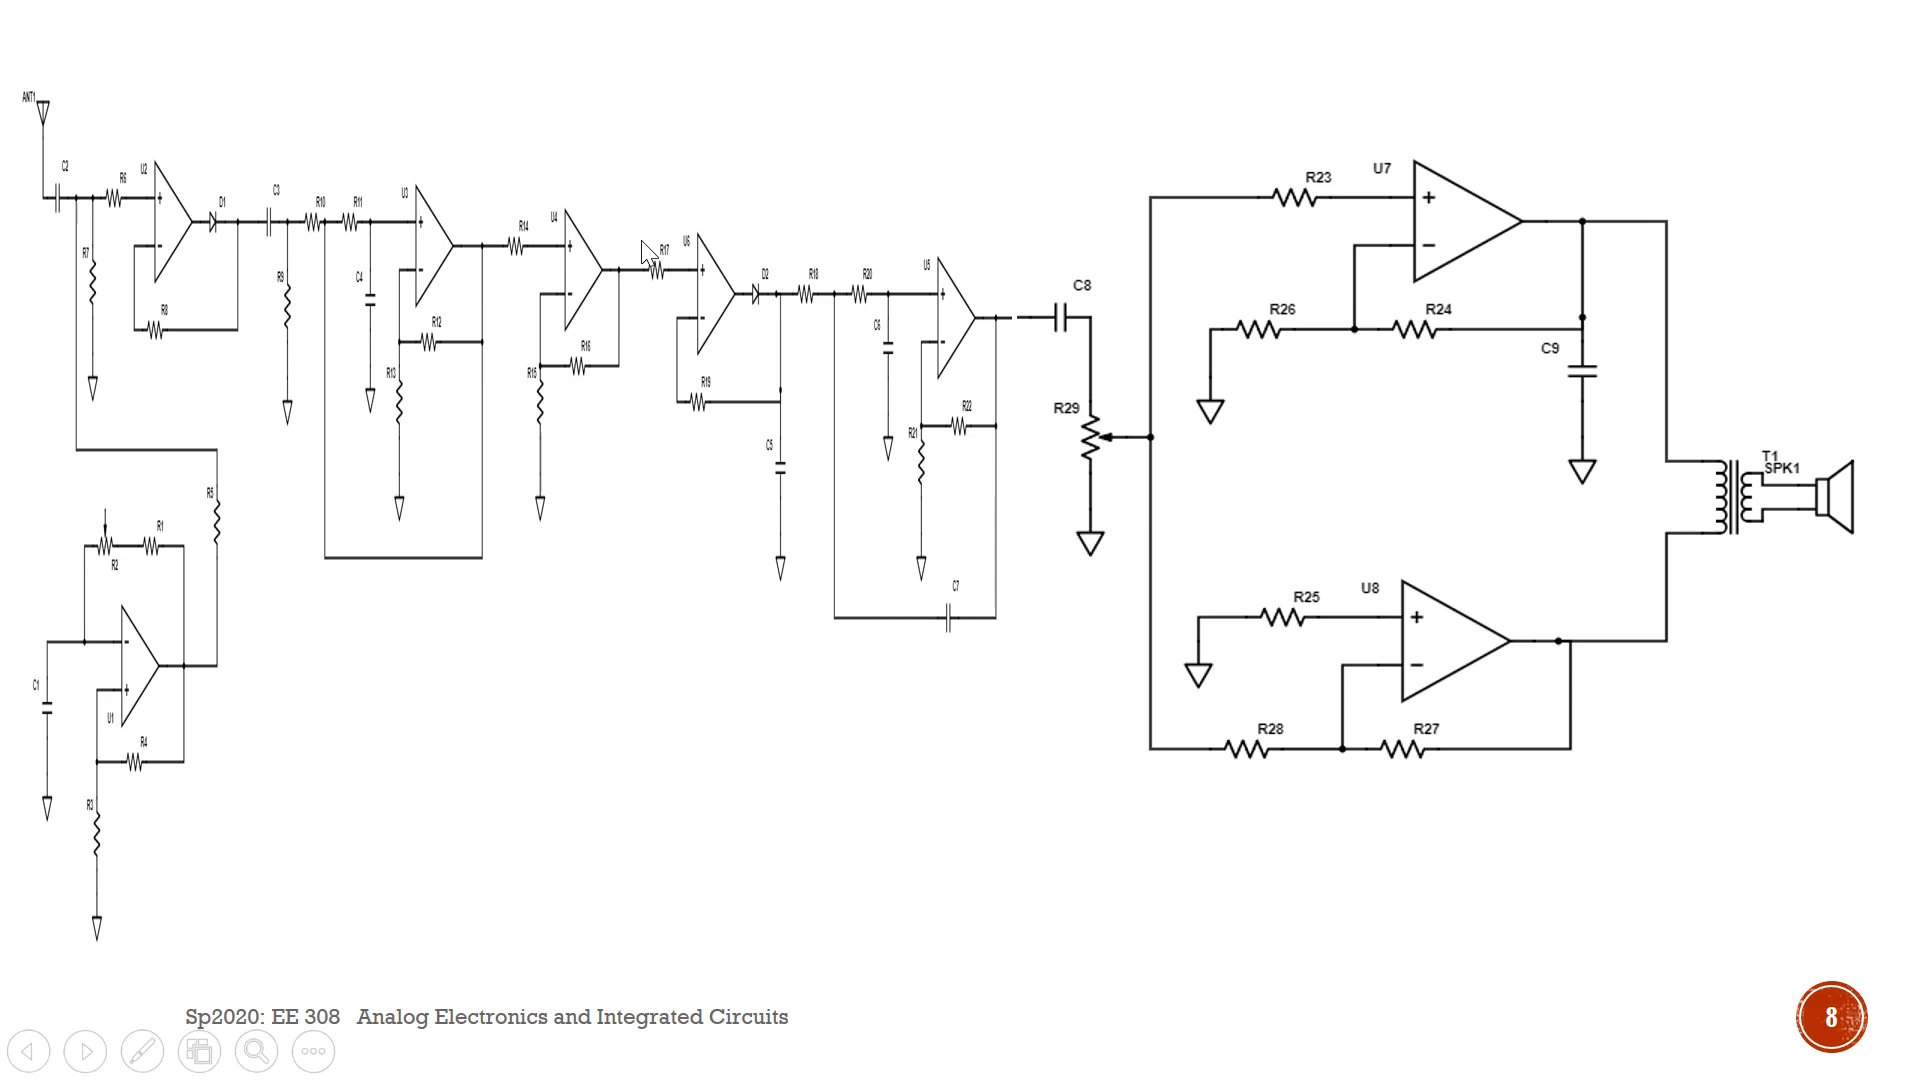 ANT1
C2
R6
U2
D1
C3
R10
R11
U3
R14
U4
R17
U6
D2
R18
R20
U5
C8
R23
U7
R7
R8
R9
C4
R12
R13
R16
R15
R19
C5
C6
R22
R21
C7
R29
R26
R24
C9
T1
SPK1
R5
R1
R2
C1
U1
R4
R3
R25
U8
R28
R27
Sp2020: EE 308 Analog Electronics and Integrated Circuits
8